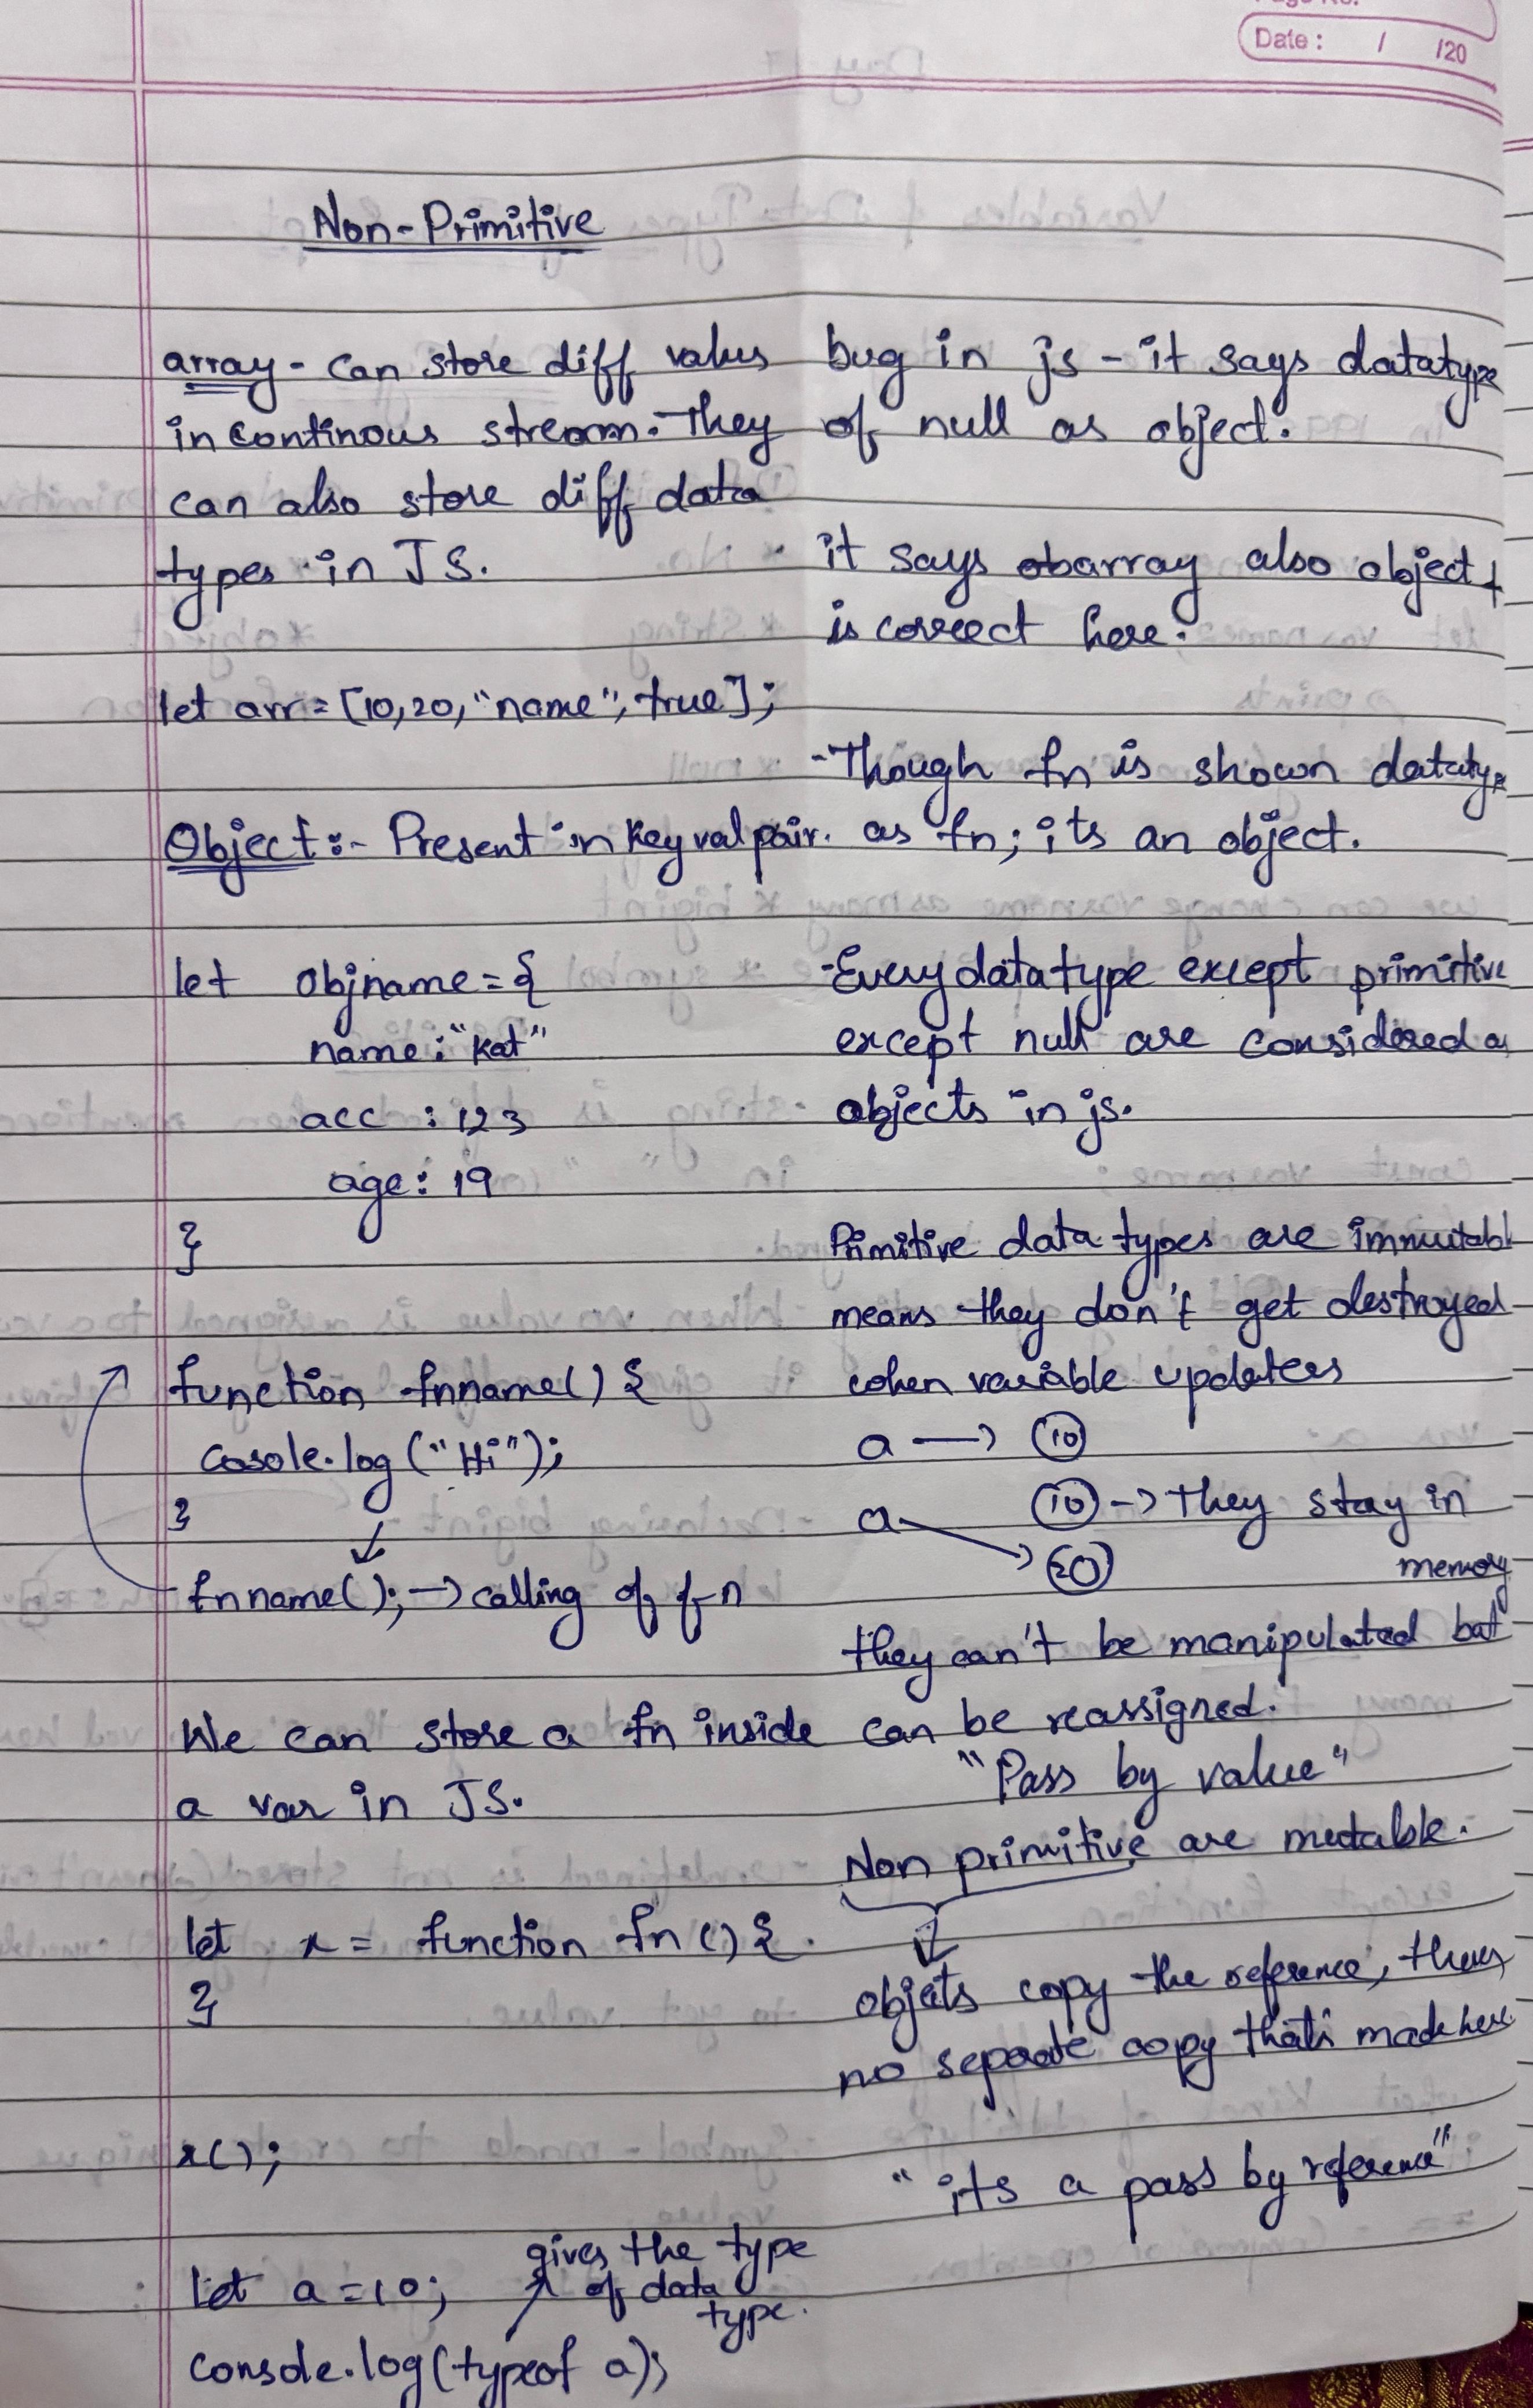 Date : / /20
Non-Primitive
array - Can store diff values
in continous stream. They
can also store diff data
types in JS.
let arr = [10,20,"name", true];
Object :- Present in key val pair.
let objname = {
name : "kat"
acc : 123
age : 19
}
function fnname() {
Cosole.log ("Hi");
}
fnname(); -> calling of fn
We can store a fn inside
a var in JS.
let x = function fn () {
}
x();
gives the type
of data
type.
let a = 10;
console.log(typeof a);
bug in js - it says datatype
of null as object.
it says array also object,
is correct here.
-Though fn is shown dataty
as fn; its an object.
-Every datatype except primitive
except null are considered a
objects in js.
Primitive data types are immutabl
means they don't get destroyed
when variable updates
a -> 10
a 10 -> They stay in
-> 20 memory
they can't be manipulated but
can be reassigned.
"Pass by value"
Non primitive are mutable.
objects copy the reference, theres
no separate copy thats made here
"its a pass by reference"